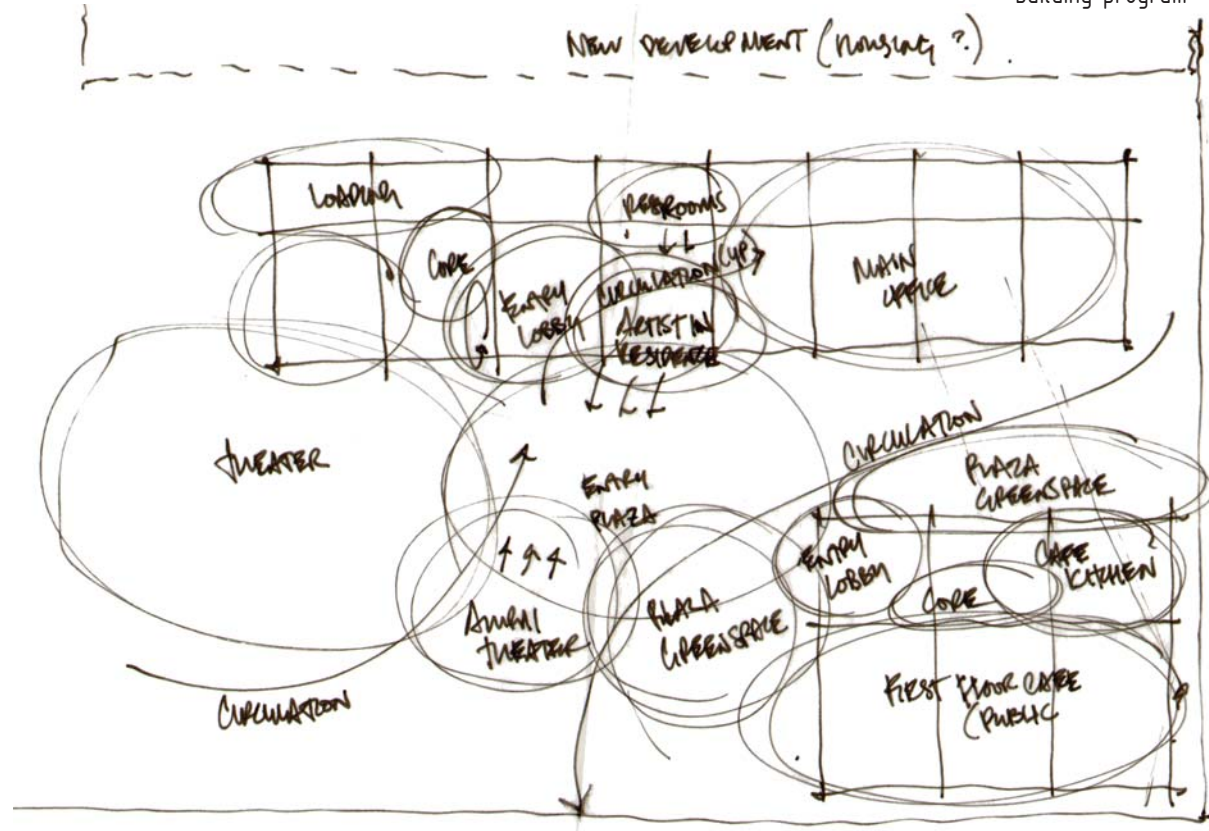 building program
NEW DEVELOPMENT (HOUSING ?).
LOADING
RESTROOMS
CORE
CIRCULATION (UP)
ENTRY
LOBBY
MAIN
OFFICE
ARTIST IN
RESIDENCE
THEATER
CIRCULATION
ENTRY
PLAZA
PLAZA
GREENSPACE
ENTRY
LOBBY
CAFE
KITCHEN
CORE
AMPHI
THEATER
PLAZA
GREENSPACE
FIRST FLOOR CAFE
(PUBLIC
CIRCULATION